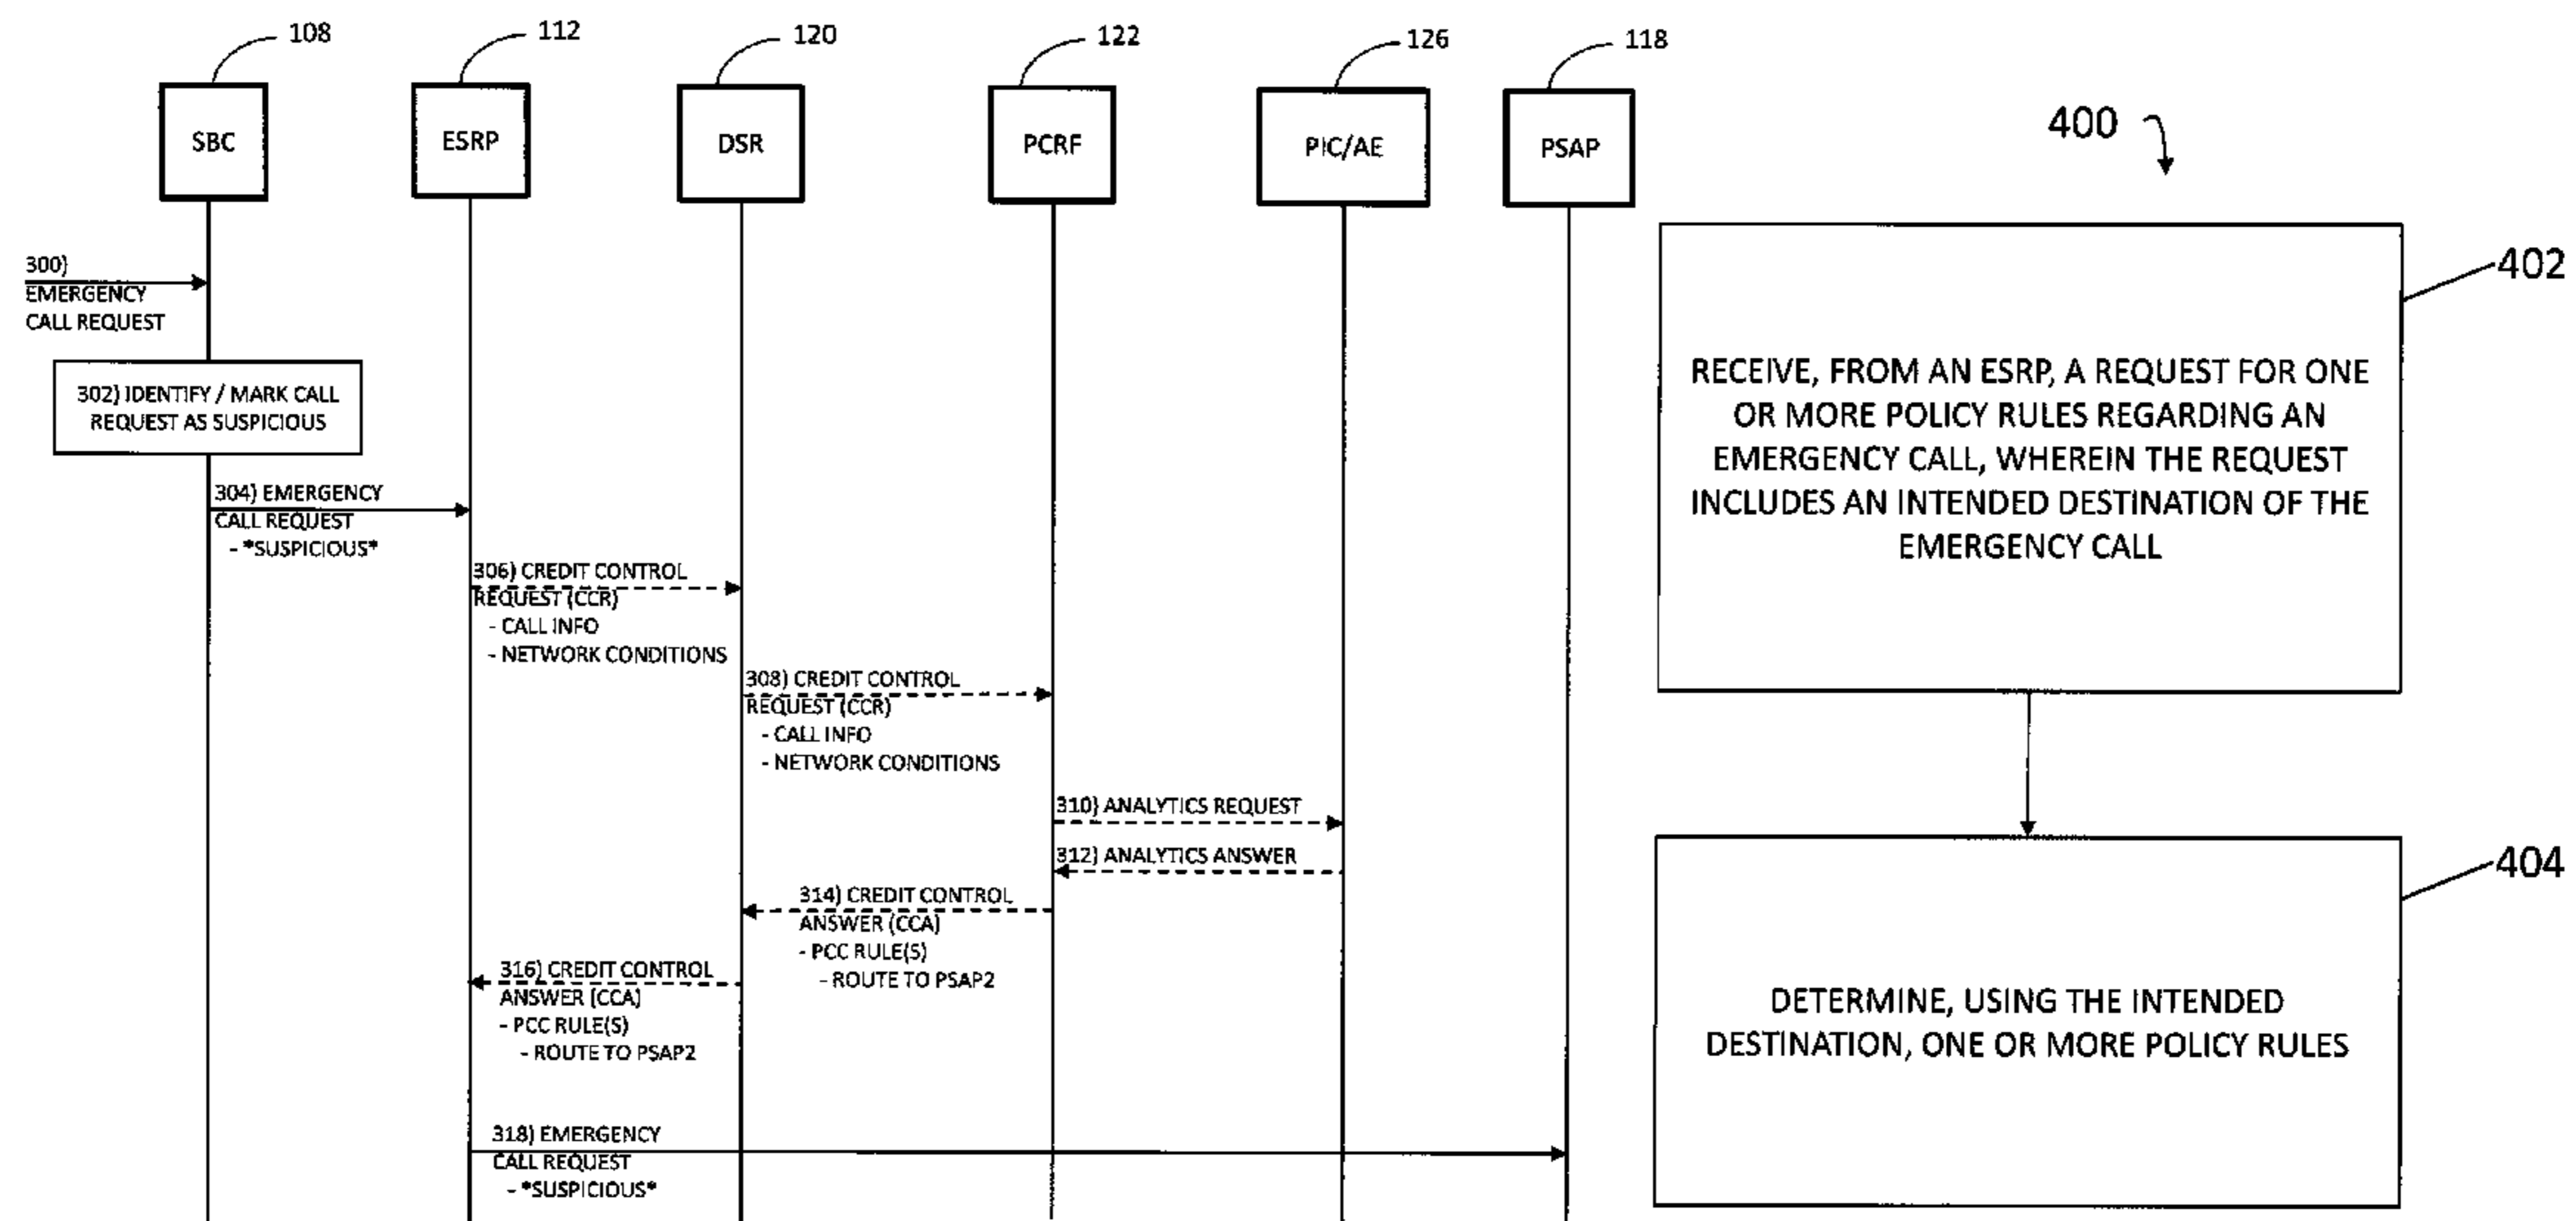 108
112
120
122
126
118
SBC
ESRP
DSR
PCRF
PIC/AE
PSAP
300)
EMERGENCY
CALL REQUEST
302) IDENTIFY / MARK CALL
REQUEST AS SUSPICIOUS
304) EMERGENCY
CALL REQUEST
- *SUSPICIOUS*
306) CREDIT CONTROL
REQUEST (CCR)
- CALL INFO
- NETWORK CONDITIONS
308) CREDIT CONTROL
REQUEST (CCR)
- CALL INFO
- NETWORK CONDITIONS
310) ANALYTICS REQUEST
312) ANALYTICS ANSWER
314) CREDIT CONTROL
ANSWER (CCA)
- PCC RULE(S)
- ROUTE TO PSAP2
316) CREDIT CONTROL
ANSWER (CCA)
- PCC RULE(S)
- ROUTE TO PSAP2
318) EMERGENCY
CALL REQUEST
- *SUSPICIOUS*
400
402
RECEIVE, FROM AN ESRP, A REQUEST FOR ONE
OR MORE POLICY RULES REGARDING AN
EMERGENCY CALL, WHEREIN THE REQUEST
INCLUDES AN INTENDED DESTINATION OF THE
EMERGENCY CALL
404
DETERMINE, USING THE INTENDED
DESTINATION, ONE OR MORE POLICY RULES